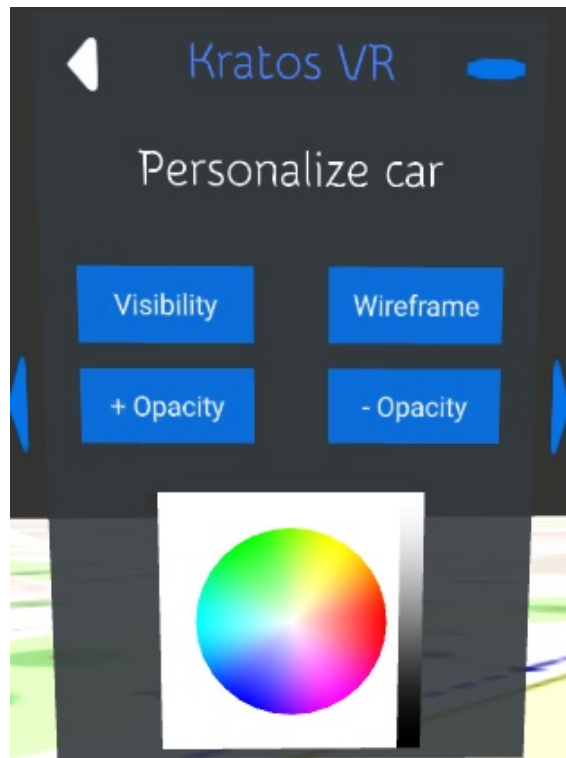 Kratos VR
Personalize car
Visibility
Wireframe
+ Opacity
- Opacity